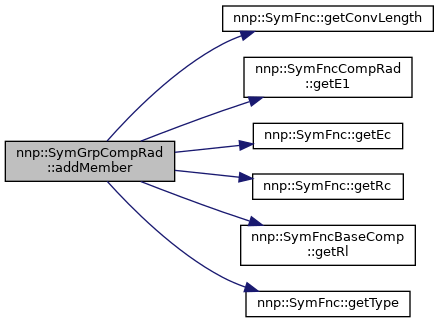 nnp::SymGrpCompRad
::addMember
nnp::SymFnc::getConvLength
nnp::SymFncCompRad
::getE1
nnp::SymFnc::getEc
nnp::SymFnc::getRc
nnp::SymFncBaseComp
::getRl
nnp::SymFnc::getType